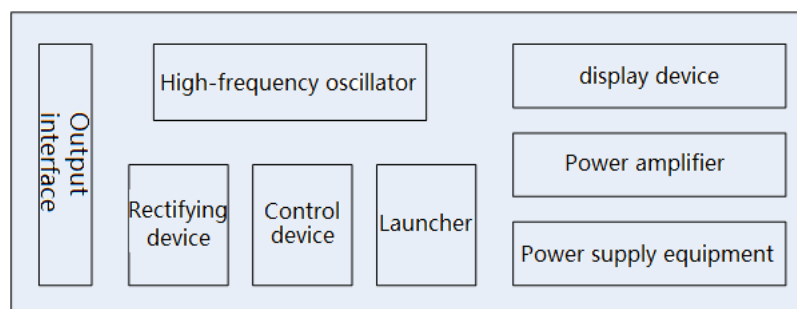 Output
interface
High-frequency oscillator
Rectifying
device
Control
device
Launcher
display device
Power amplifier
Power supply equipment